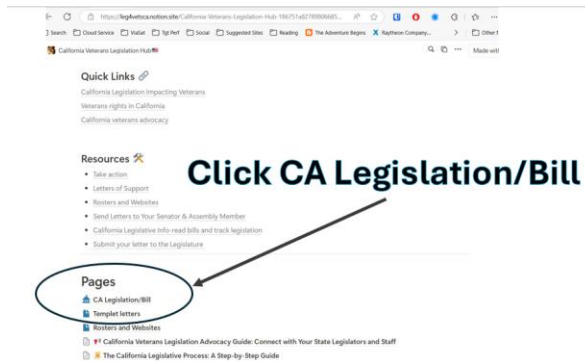 https://leg4vetsca.notion.site/California-Veterans-Legislation-Hub-186751a82789806685...
Search Cloud Service Viasat Tgt Perf Social Suggested Sites Reading The Adventure Begins Raytheon Company... Other f
California Veterans Legislation Hub
Made with
Quick Links
California Legislation Impacting Veterans
Veterans rights in California
California veterans advocacy
Resources
Take action
Letters of Support
Rosters and Websites
Send Letters to Your Senator & Assembly Member
California Legislative Info-read bills and track legislation
Submit your letter to the Legislature
Click CA Legislation/Bill
Pages
CA Legislation/Bill
Templet letters
Rosters and Websites
California Veterans Legislation Advocacy Guide: Connect with Your State Legislators and Staff
The California Legislative Process: A Step-by-Step Guide